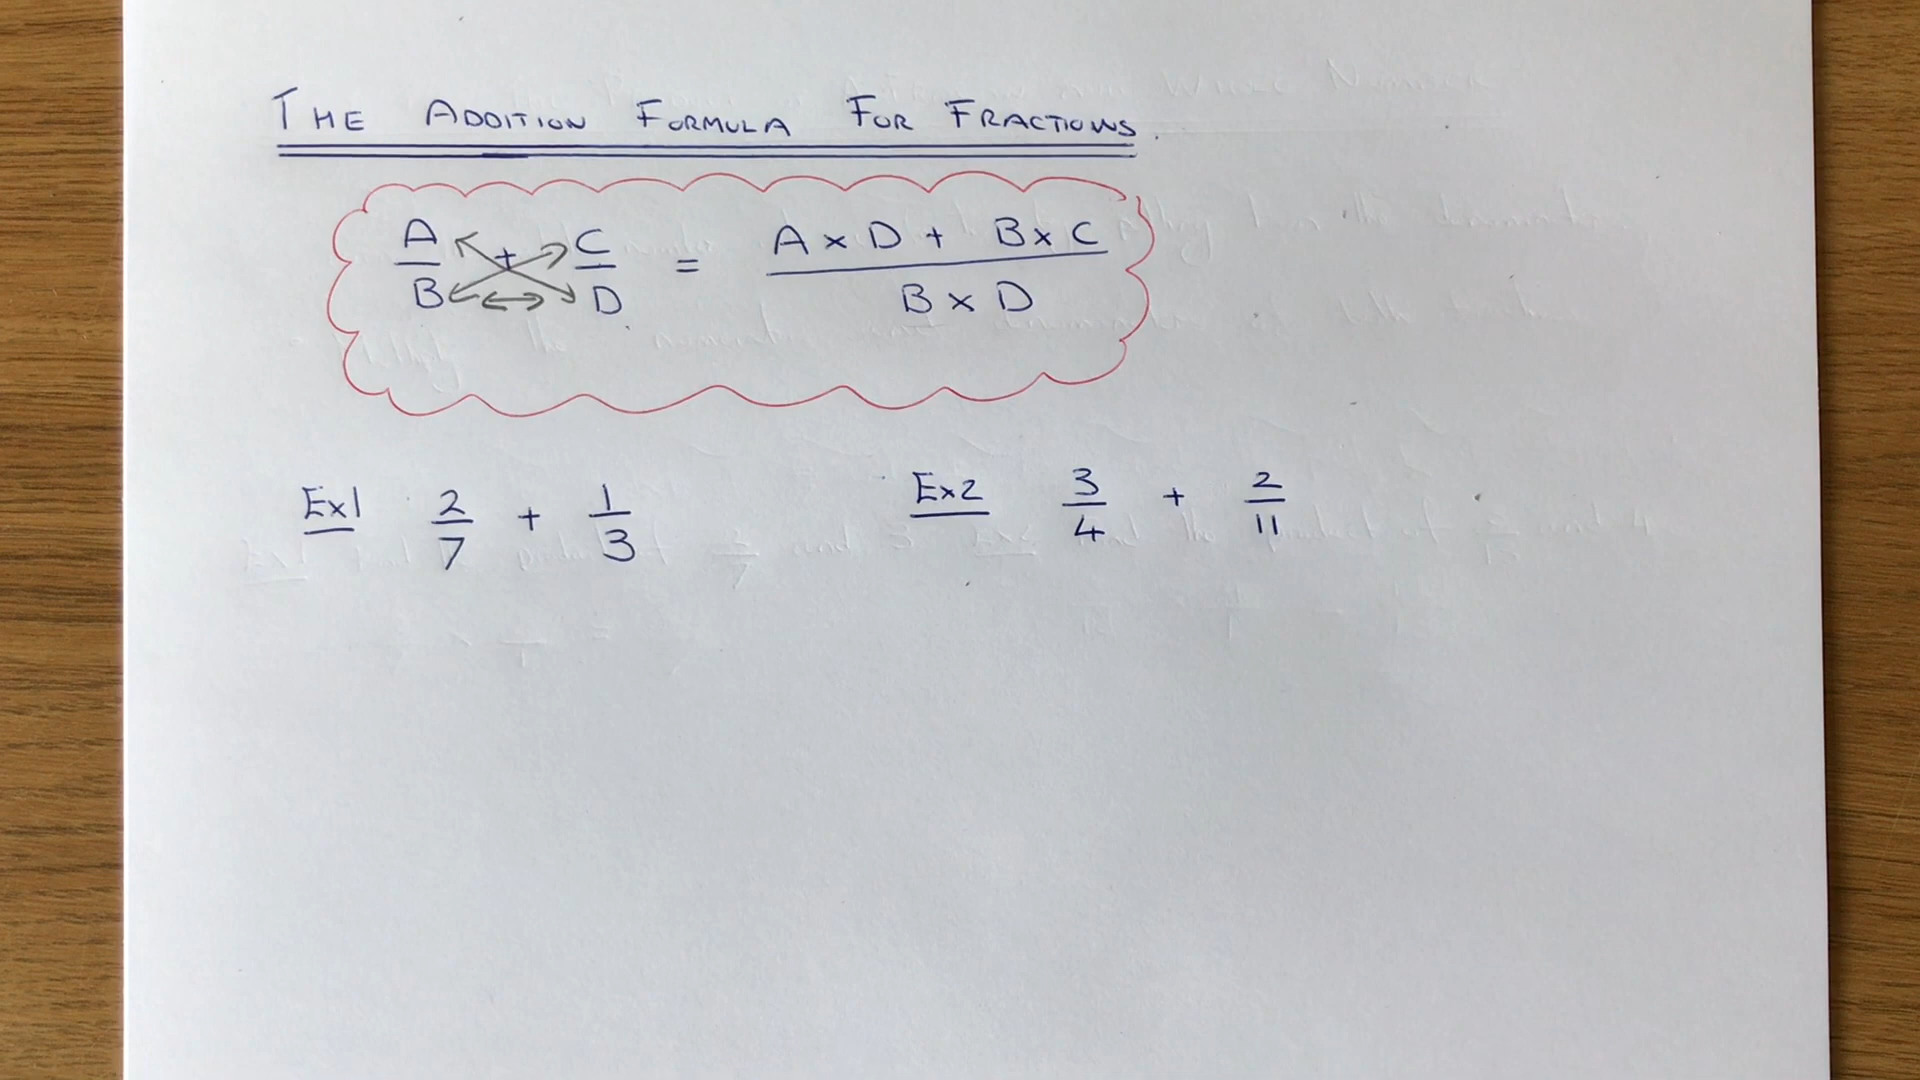 THE ADDITION FORMULA FOR FRACTIONS.
A/B + C/D = A × D + B × C / B × D
Ex1 2/7 + 1/3
Ex2 3/4 + 2/11